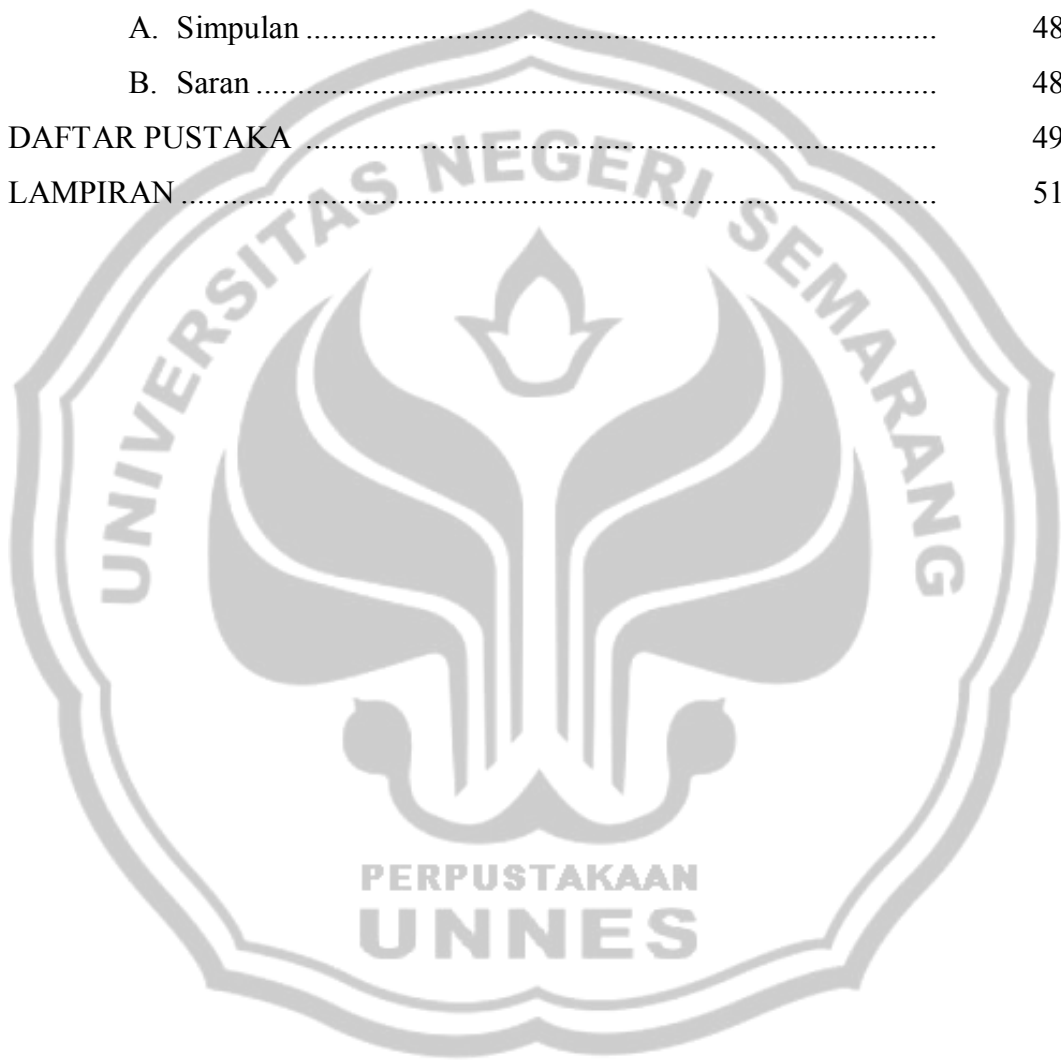 A. Simpulan ........................................................................... 48
B. Saran ................................................................................. 48
DAFTAR PUSTAKA ........................................................................... 49
LAMPIRAN .......................................................................................... 51
UNIVERSITAS NEGERI SEMARANG
PERPUSTAKAAN
UNNES